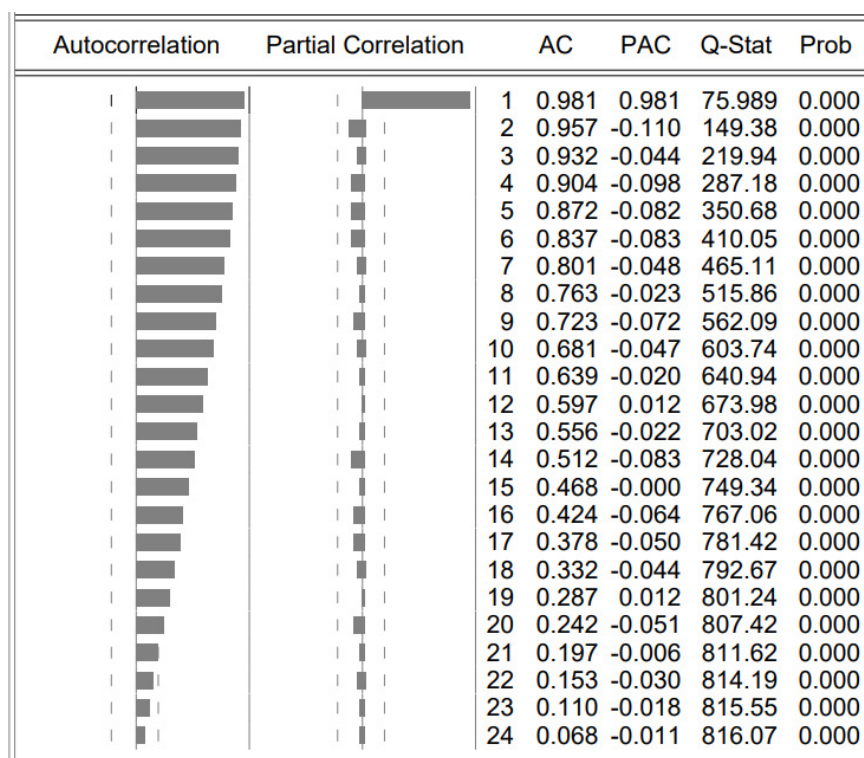 Autocorrelation Partial Correlation AC PAC Q-Stat Prob
1 0.981 0.981 75.989 0.000
2 0.957 -0.110 149.38 0.000
3 0.932 -0.044 219.94 0.000
4 0.904 -0.098 287.18 0.000
5 0.872 -0.082 350.68 0.000
6 0.837 -0.083 410.05 0.000
7 0.801 -0.048 465.11 0.000
8 0.763 -0.023 515.86 0.000
9 0.723 -0.072 562.09 0.000
10 0.681 -0.047 603.74 0.000
11 0.639 -0.020 640.94 0.000
12 0.597 0.012 673.98 0.000
13 0.556 -0.022 703.02 0.000
14 0.512 -0.083 728.04 0.000
15 0.468 -0.000 749.34 0.000
16 0.424 -0.064 767.06 0.000
17 0.378 -0.050 781.42 0.000
18 0.332 -0.044 792.67 0.000
19 0.287 0.012 801.24 0.000
20 0.242 -0.051 807.42 0.000
21 0.197 -0.006 811.62 0.000
22 0.153 -0.030 814.19 0.000
23 0.110 -0.018 815.55 0.000
24 0.068 -0.011 816.07 0.000